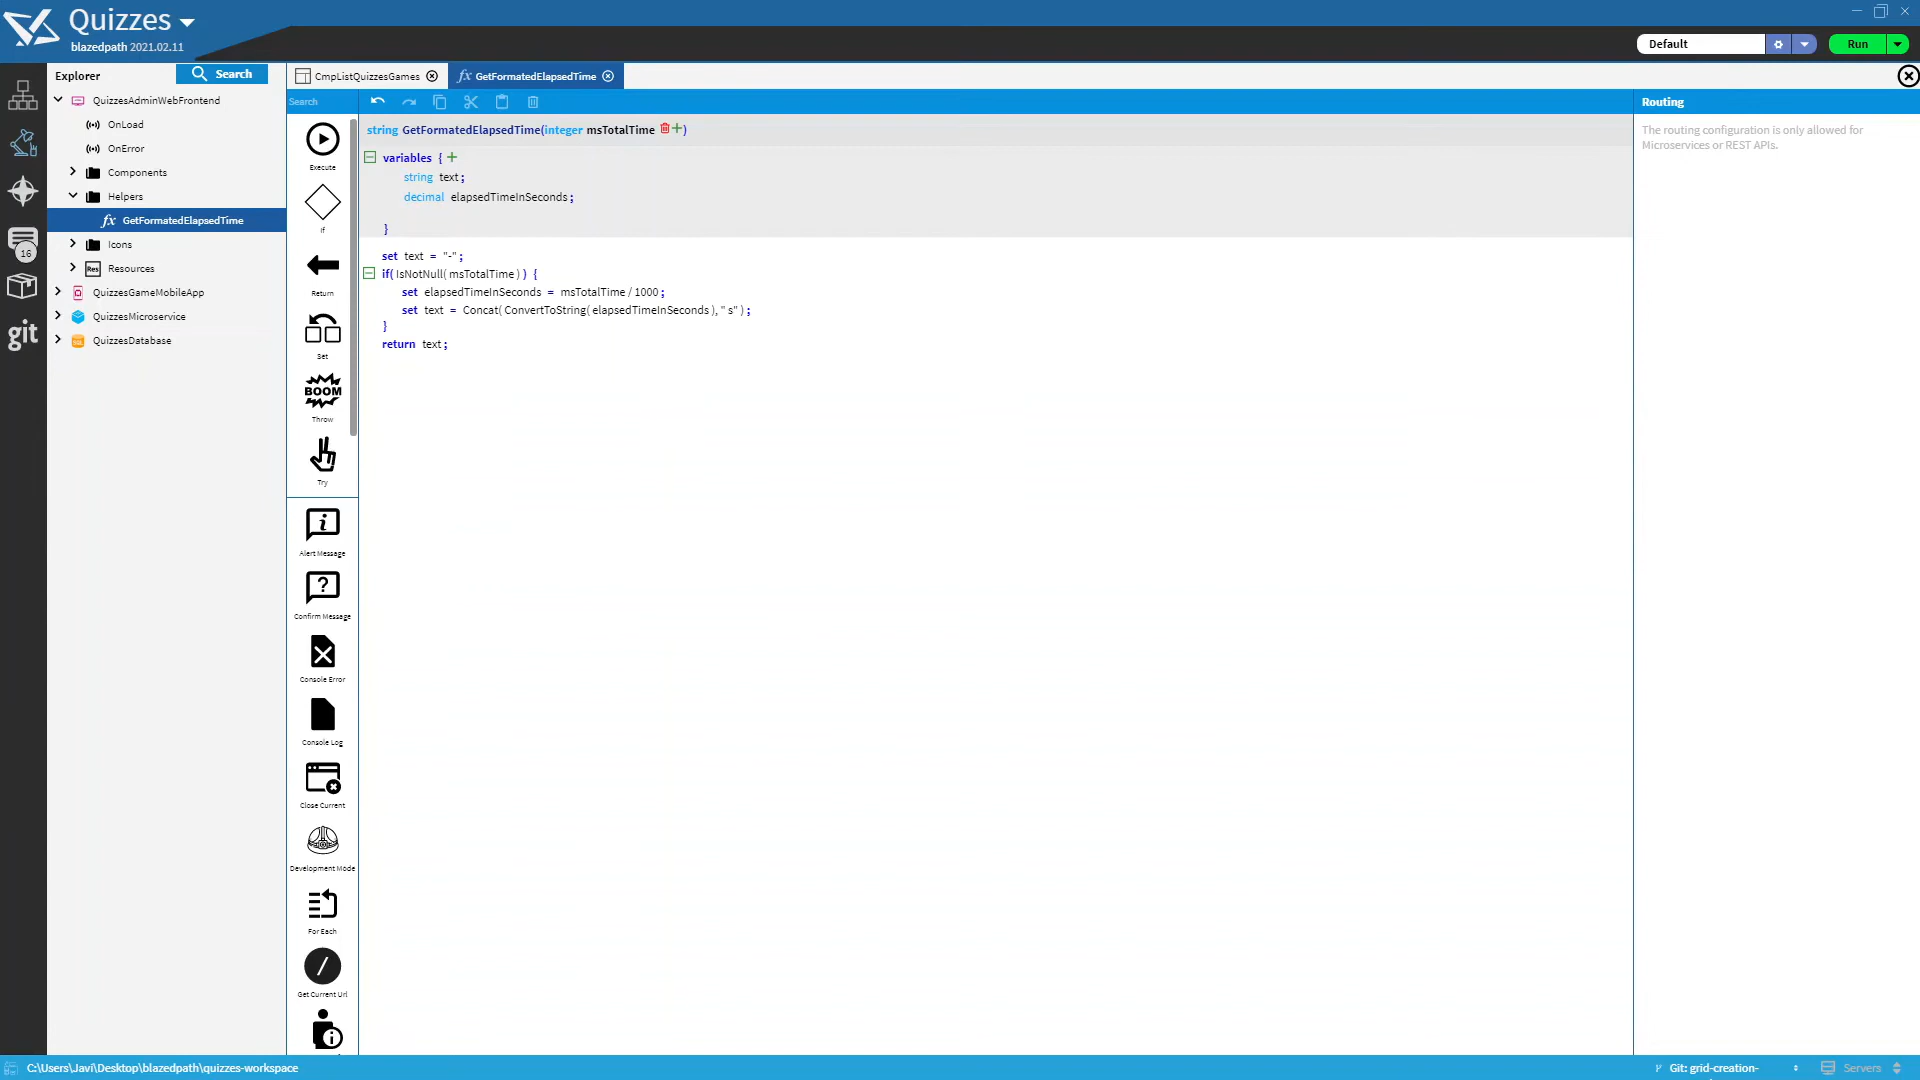 Quizzes
blazedpath 2021.02.11
Default
Run
Explorer
Search
CmpListQuizzesGames
fx GetFormatedElapsedTime
Search
Routing
The routing configuration is only allowed for
Microservices or REST APIs.
QuizzesAdminWebFrontend
OnLoad
OnError
Components
Helpers
fx GetFormatedElapsedTime
Icons
Res Resources
QuizzesGameMobileApp
QuizzesMicroservice
QuizzesDatabase
16
git
Execute
If
Return
Set
BOOM
Throw
Try
Alert Message
Confirm Message
Console Error
Console Log
Close Current
Development Mode
For Each
Get Current Url
string GetFormatedElapsedTime(integer msTotalTime )
variables {
string text;
decimal elapsedTimeInSeconds;
}
set text = "-";
if( IsNotNull( msTotalTime ) ) {
set elapsedTimeInSeconds = msTotalTime / 1000;
set text = Concat( ConvertToString( elapsedTimeInSeconds ), " s" );
}
return text;
C:\Users\Javi\Desktop\blazedpath\quizzes-workspace
Git: grid-creation-
Servers